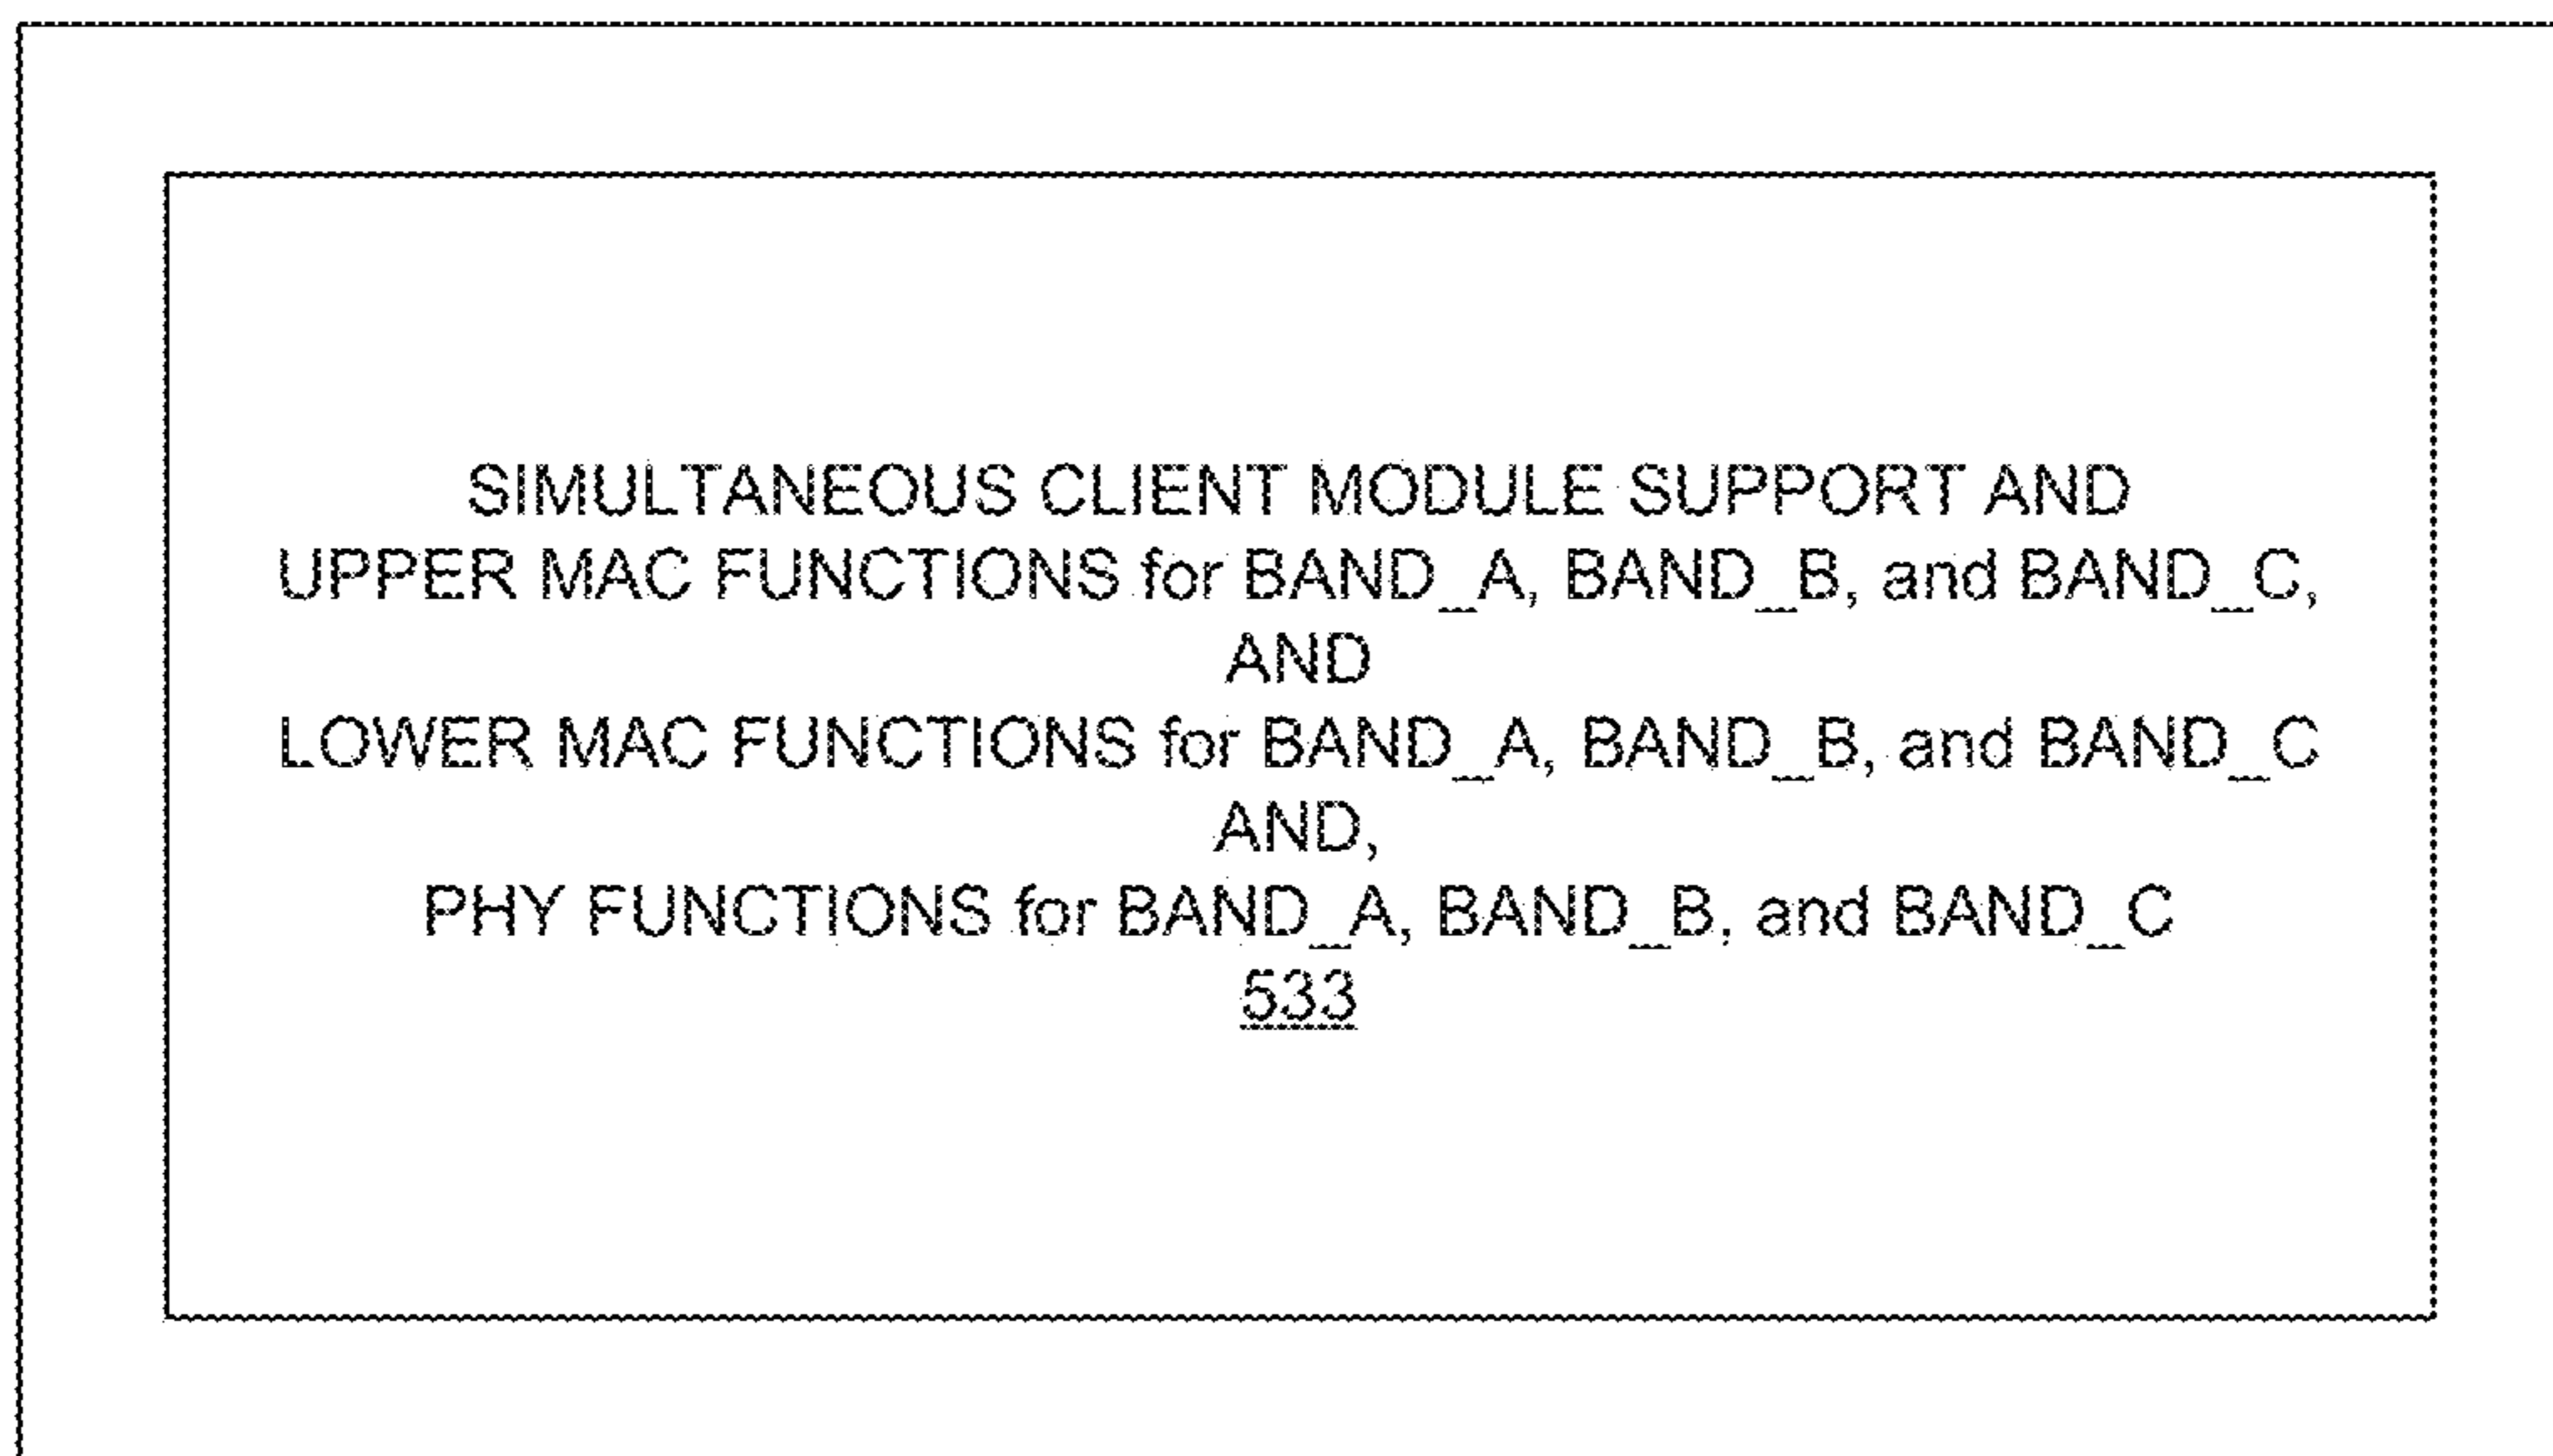 SIMULTANEOUS CLIENT MODULE SUPPORT AND
UPPER MAC FUNCTIONS for BAND_A, BAND_B, and BAND_C,
AND
LOWER MAC FUNCTIONS for BAND_A, BAND_B, and BAND_C
AND,
PHY FUNCTIONS for BAND_A, BAND_B, and BAND_C
533